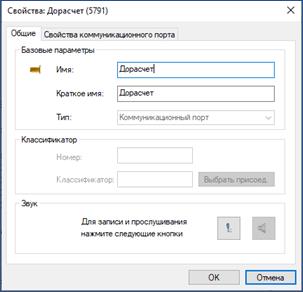 Свойства: Дорасчет (5791)
Общие Свойства коммуникационного порта
Базовые параметры
Имя: Дорасчет
Краткое имя: Дорасчет
Тип: Коммуникационный порт
Классификатор
Номер:
Классификатор: Выбрать присоед.
Звук
Для записи и прослушивания
нажмите следующие кнопки
ОК Отмена